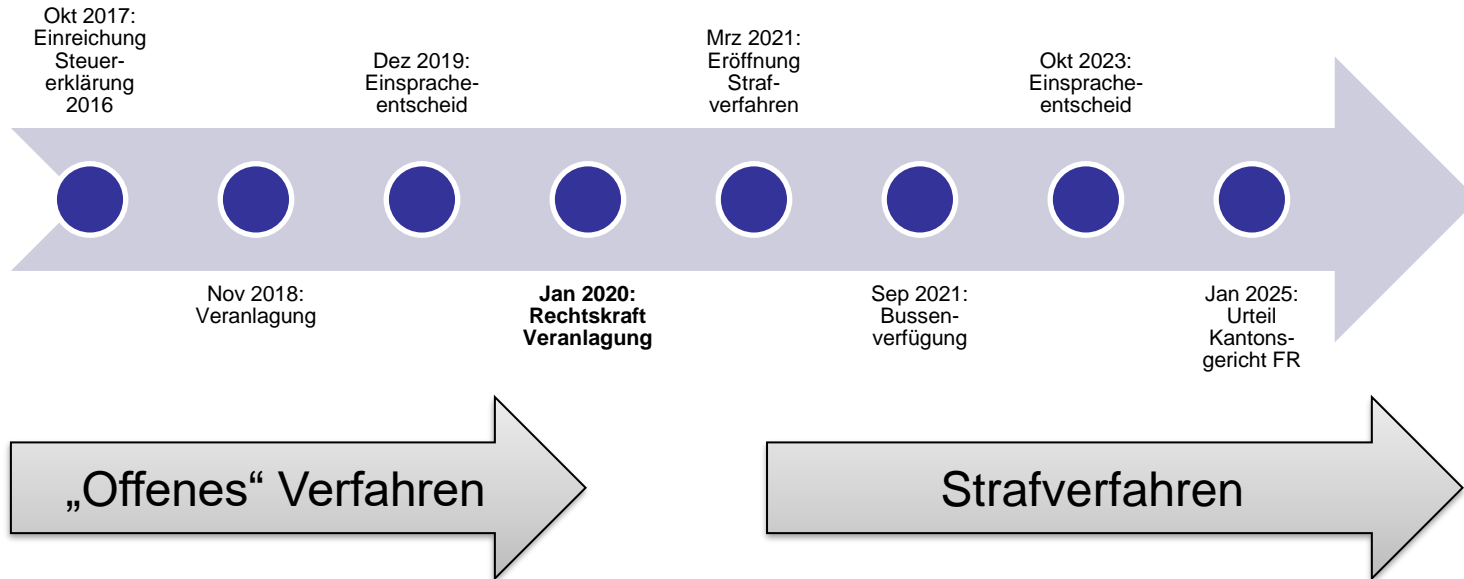 Okt 2017:
Einreichung
Steuer-
erklärung
2016
Dez 2019:
Einsprache-
entscheid
Mrz 2021:
Eröffnung
Straf-
verfahren
Okt 2023:
Einsprache-
entscheid
Nov 2018:
Veranlagung
Jan 2020:
Rechtskraft
Veranlagung
Sep 2021:
Bussen-
verfügung
Jan 2025:
Urteil
Kantons-
gericht FR
„Offenes“ Verfahren
Strafverfahren